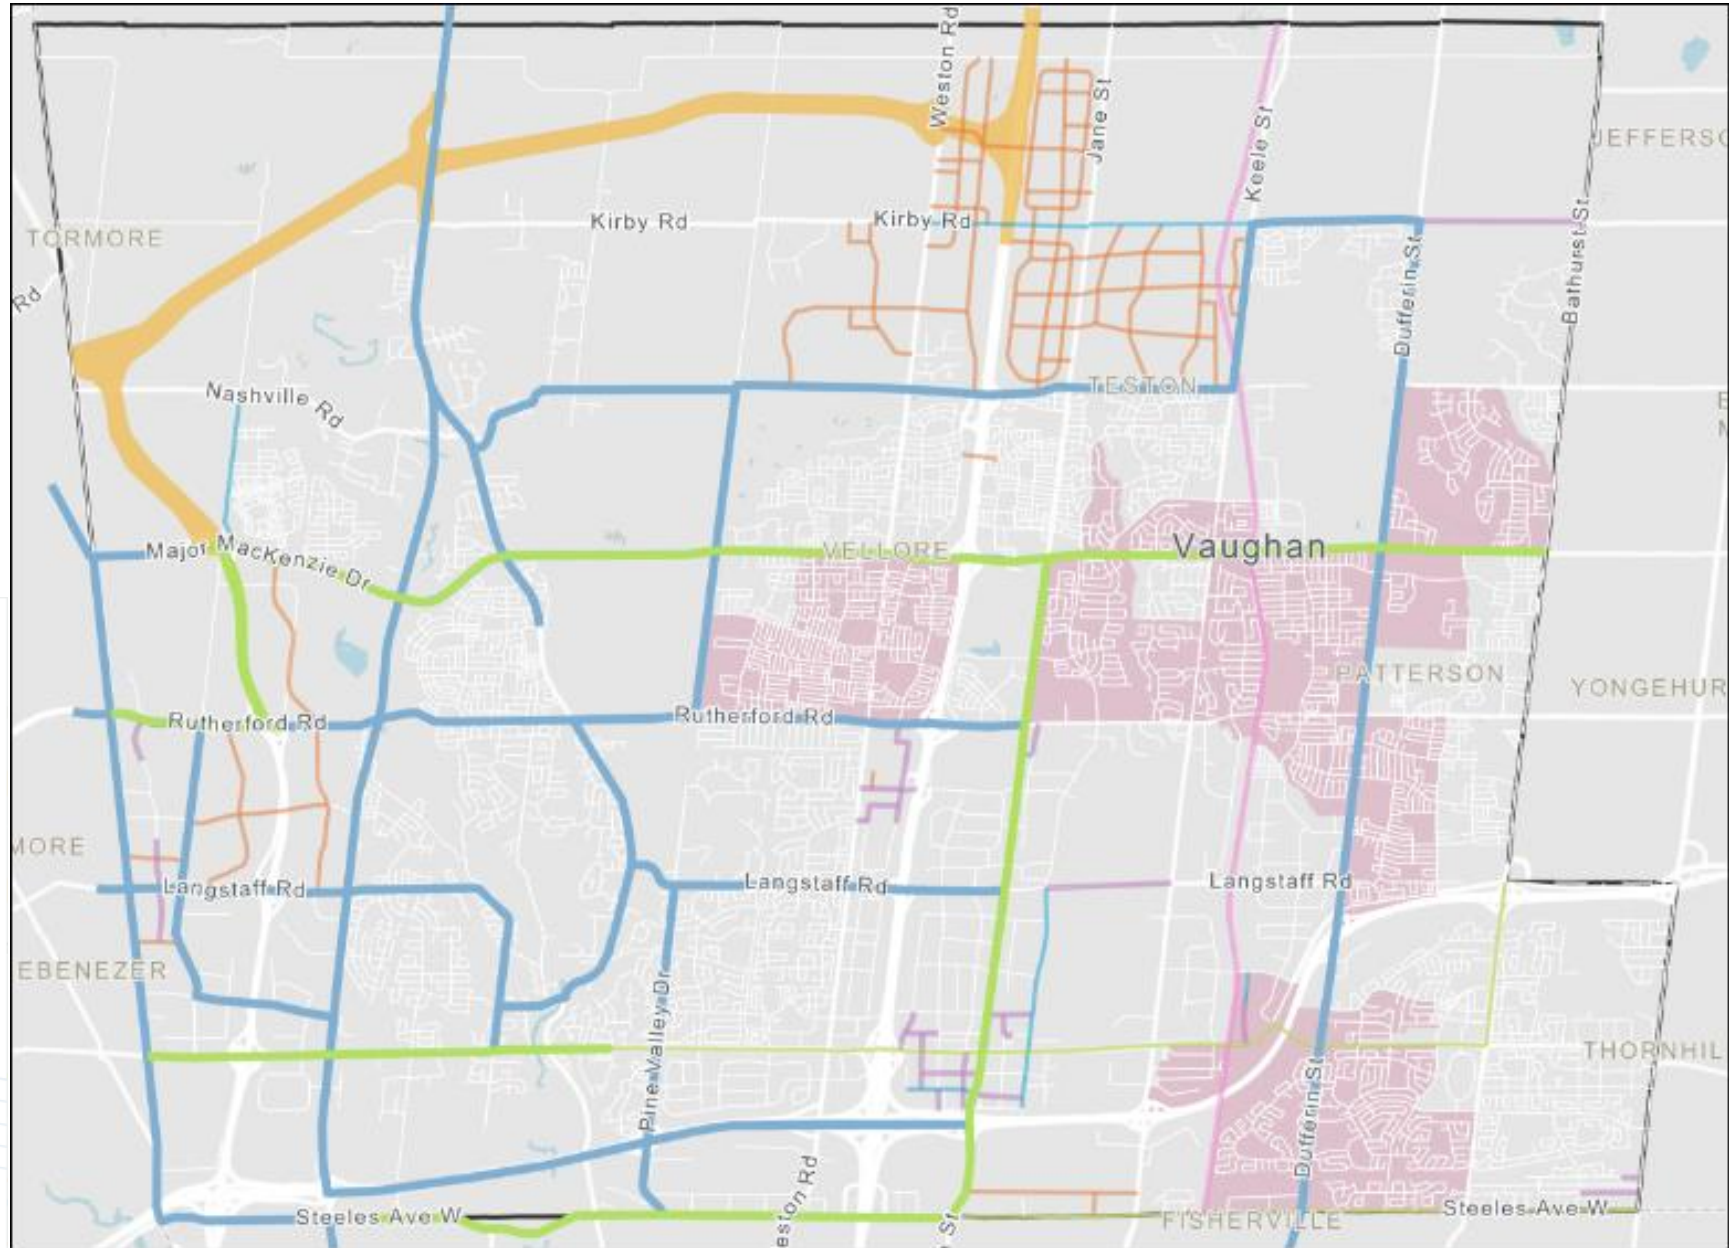 Weston Rd
Jane St
Keele St
JEFFERSO
TORMORE
Kirby Rd
Kirby Rd
Bathurst St
Dufferin St
Rd
Nashville Rd
TESTON
Major MacKenzie Dr
VELLORE
Vaughan
PATTERSON
YONGEHUR
Rutherford Rd
Rutherford Rd
MORE
Langstaff Rd
Langstaff Rd
Langstaff Rd
EBENEZER
Pine Valley Dr
THORNHIL
Dufferin St
eston Rd
Steeles Ave W
St
FISHERVILLE
Steeles Ave W